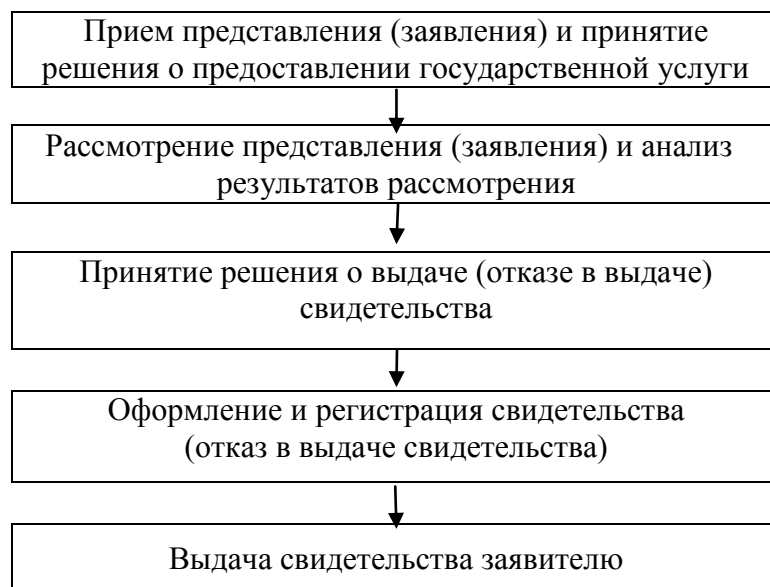 Прием представления (заявления) и принятие
решения о предоставлении государственной услуги
Рассмотрение представления (заявления) и анализ
результатов рассмотрения
Принятие решения о выдаче (отказе в выдаче)
свидетельства
Оформление и регистрация свидетельства
(отказ в выдаче свидетельства)
Выдача свидетельства заявителю